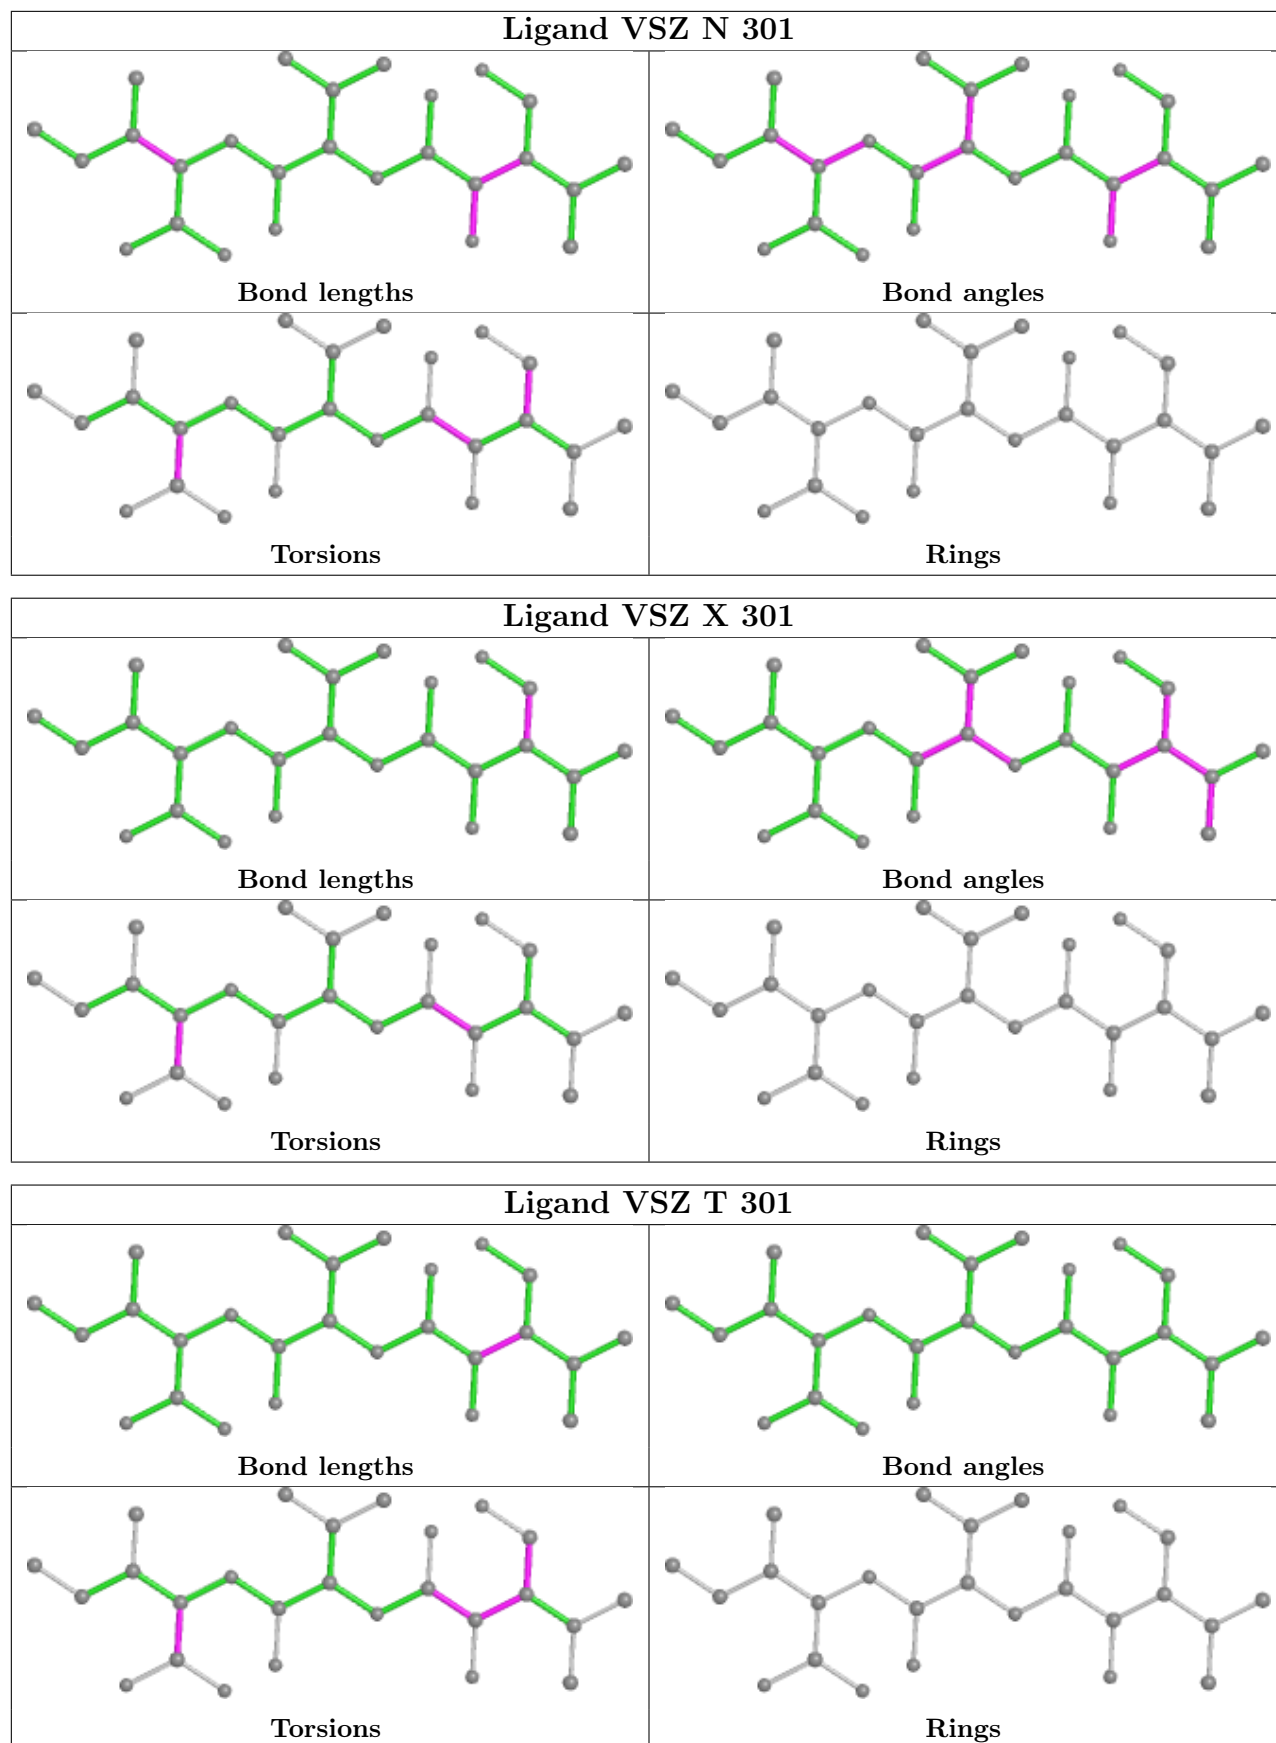 Ligand VSZ N 301
Bond lengths
Bond angles
Torsions
Rings
Ligand VSZ X 301
Bond lengths
Bond angles
Torsions
Rings
Ligand VSZ T 301
Bond lengths
Bond angles
Torsions
Rings